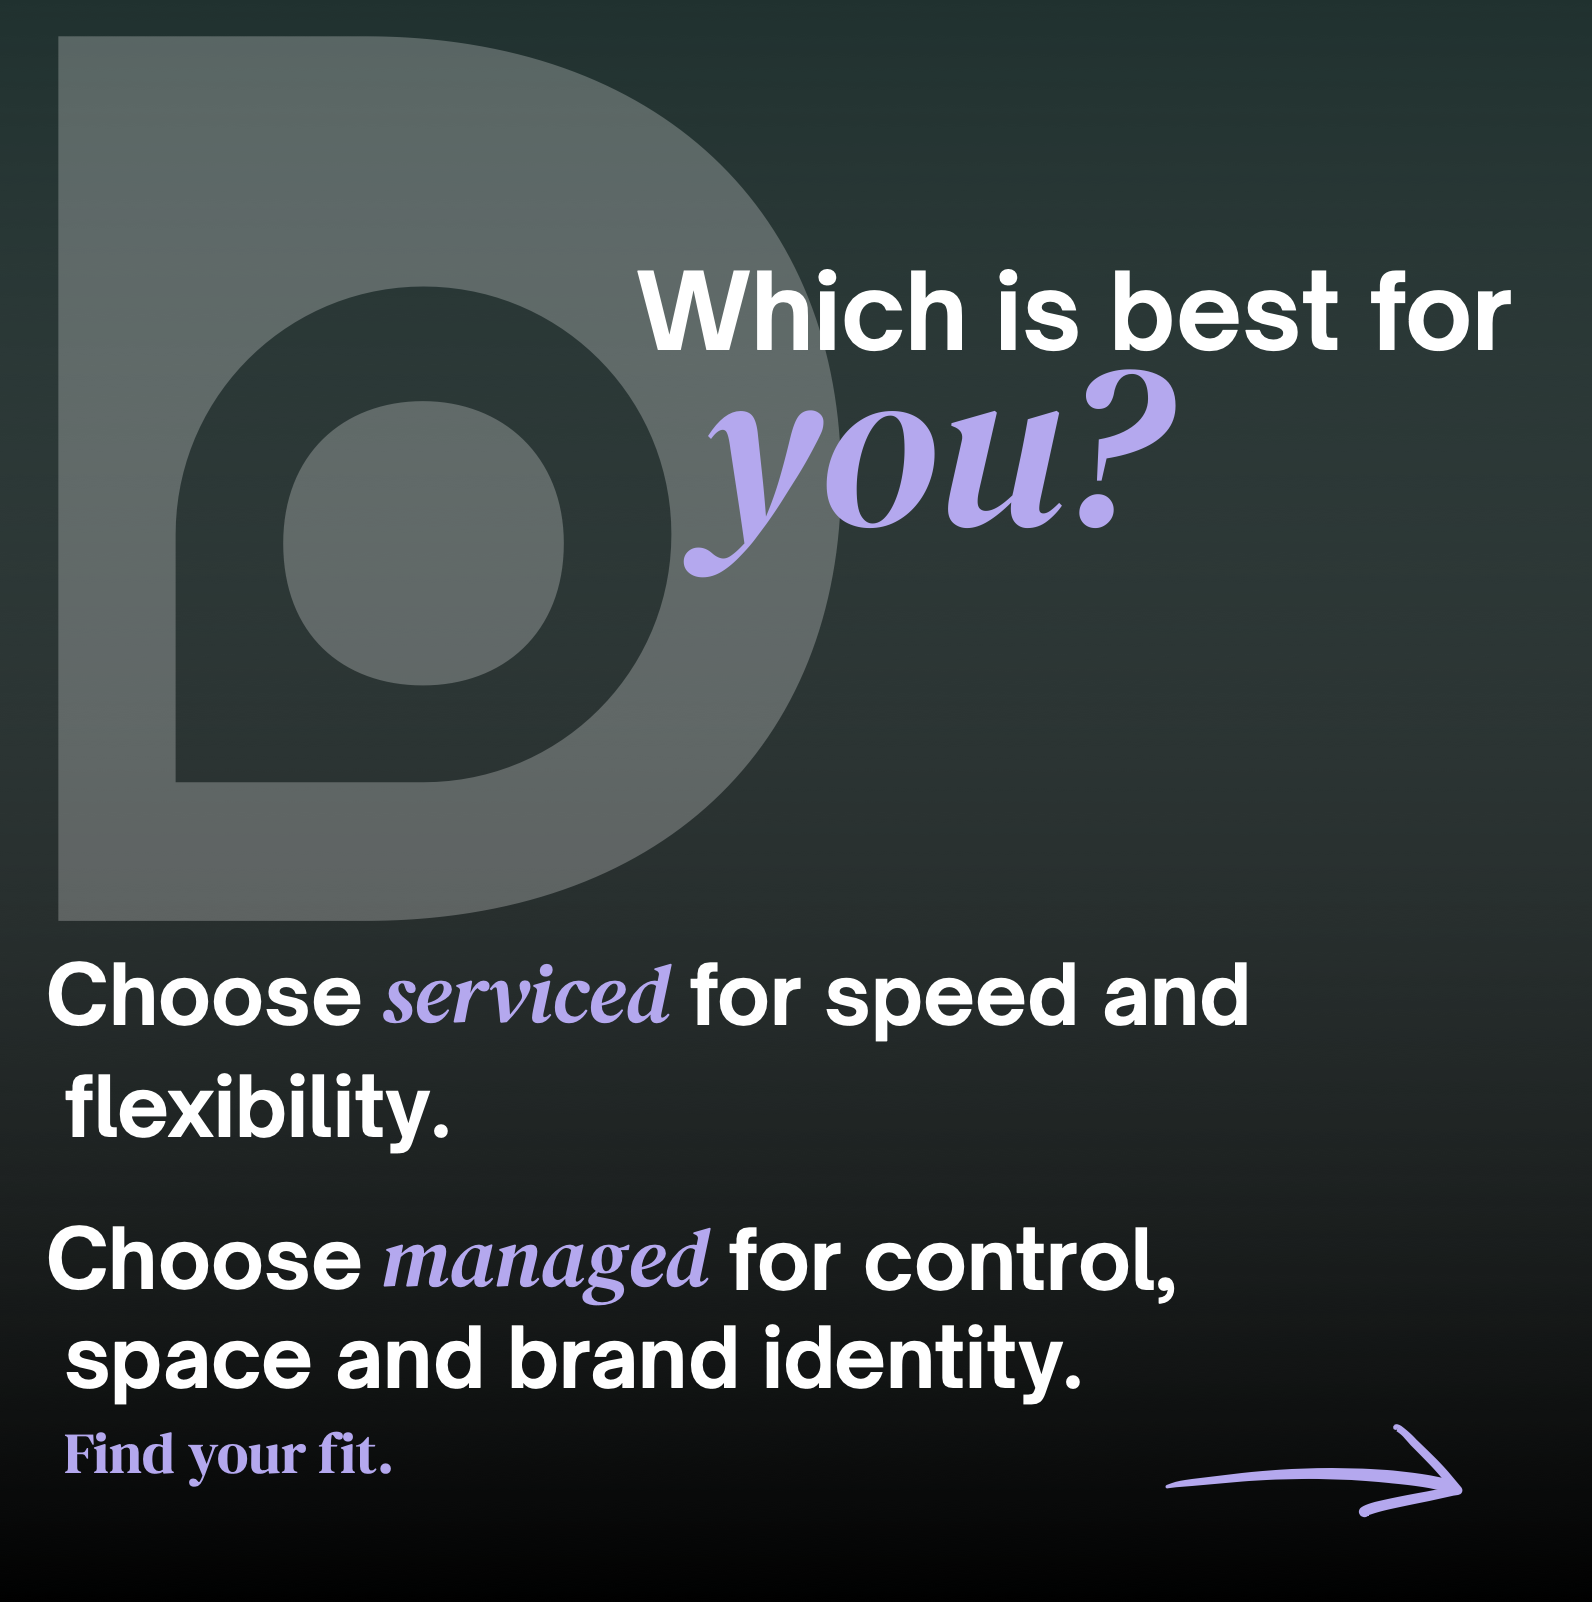 Which is best for
you?
Choose serviced for speed and
flexibility.
Choose managed for control,
space and brand identity.
Find your fit.